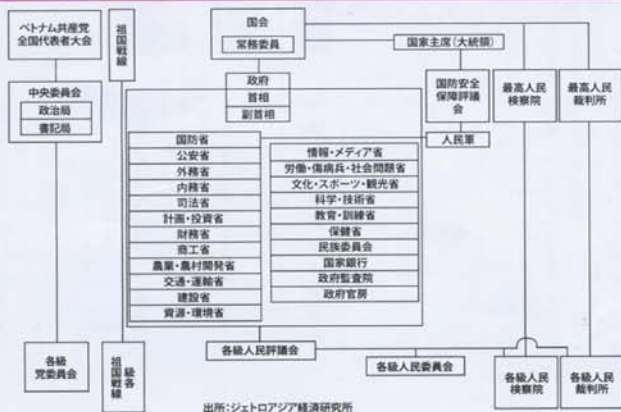 ベトナム共産党
全国代表者大会
中央委員会
政治局
書記局
各級
党委員会
祖国戦線
各級
祖国戦線
国会
常務委員
国家主席(大統領)
政府
首相
副首相
国防安全
保障評議
会
人民軍
最高人民
検察院
最高人民
裁判所
国防省
公安省
外務省
内務省
司法省
計画・投資省
財務省
商工省
農業・農村開発省
交通・運輸省
建設省
資源・環境省
情報・メディア省
労働・傷病兵・社会問題省
文化・スポーツ・観光省
科学・技術省
教育・訓練省
保健省
民族委員会
国家銀行
政府監査院
政府官房
各級人民評議会
各級人民委員会
各級人民
検察院
各級人民
裁判所
出所:ジェトロアジア経済研究所